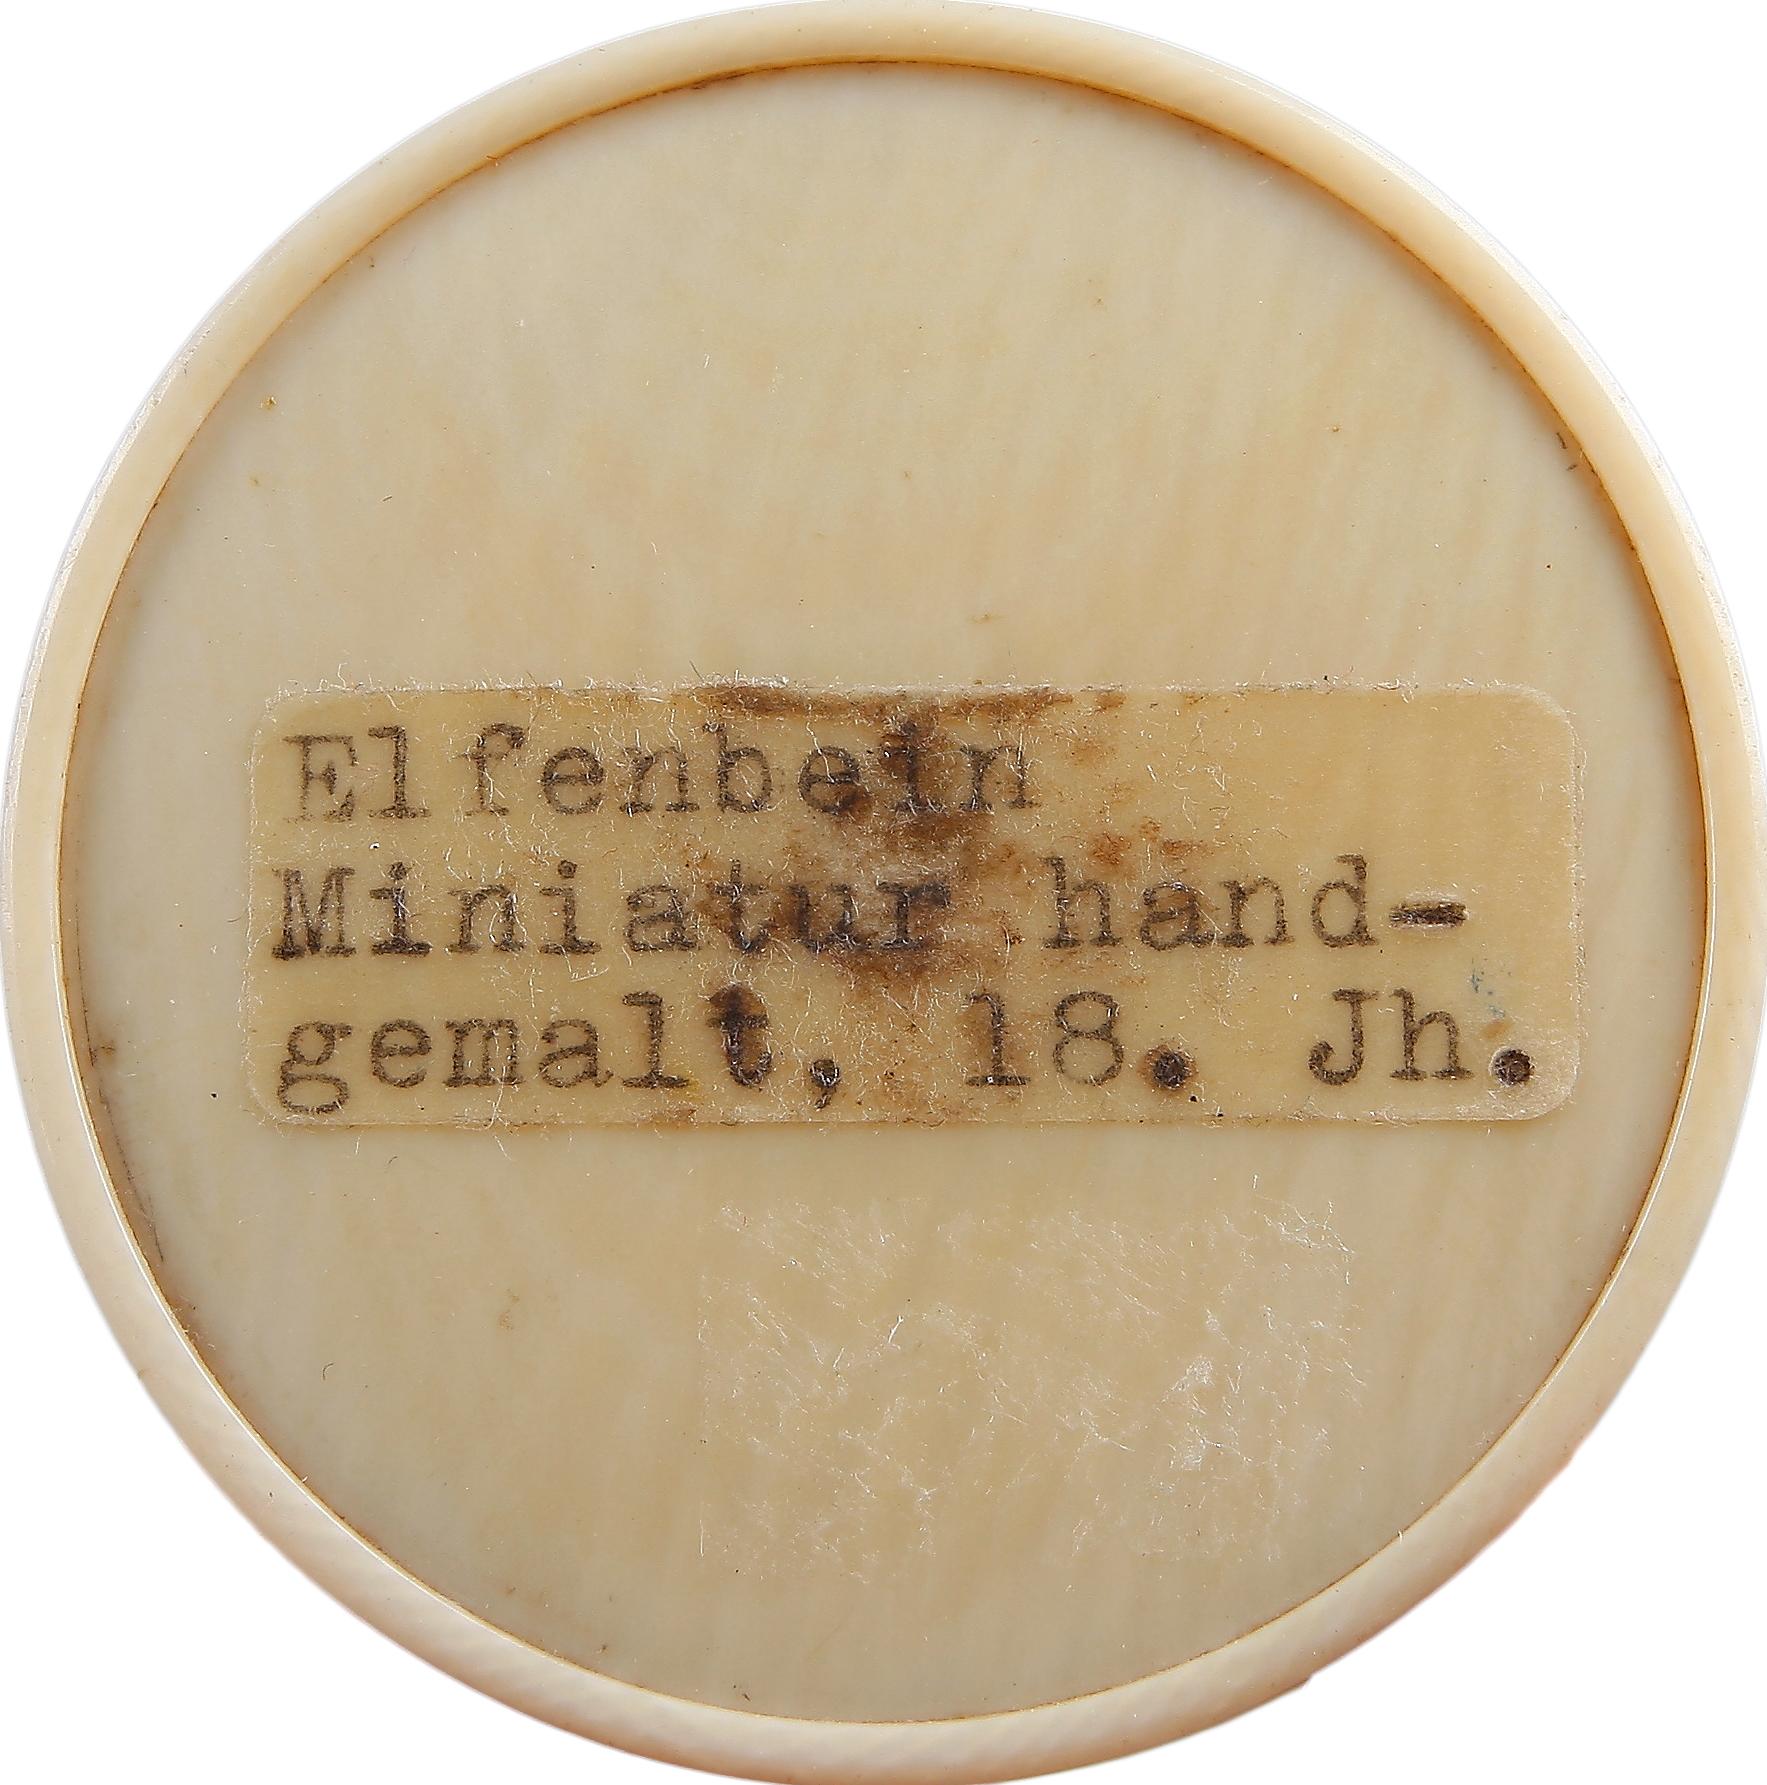 Elfenbein
Miniatur hand-
gemalt, 18. Jh.